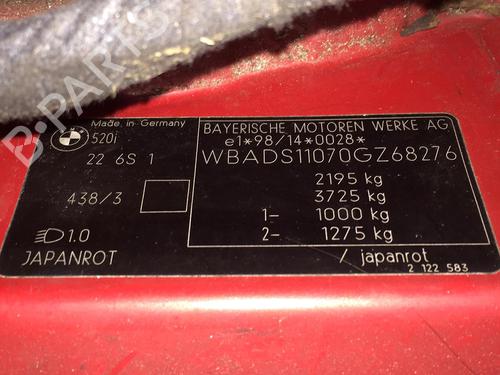 B-PARTS
BMW
Made in Germany
520i
22 6S 1
438/3
1.0
JAPANROT
BAYERISCHE MOTOREN WERKE AG
e1*98/14*0028*
WBADS11070GZ68276
2195 kg
3725 kg
1- 1000 kg
2- 1275 kg
/ japanrot
2 122 583